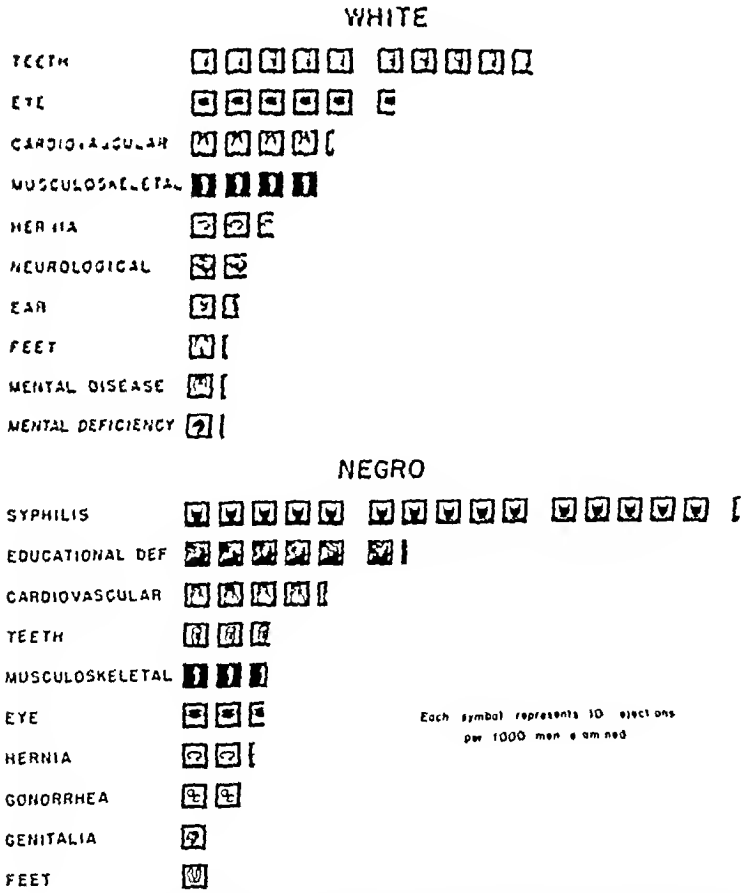 WHITE
TEETH
EYE
CARDIOVASCULAR
MUSCULOSKELETAL
HERNIA
NEUROLOGICAL
EAR
FEET
MENTAL DISEASE
MENTAL DEFICIENCY
NEGRO
SYPHILIS
EDUCATIONAL DEF
CARDIOVASCULAR
TEETH
MUSCULOSKELETAL
EYE
HERNIA
GONORRHEA
GENITALIA
FEET
Each symbol represents 10 rejections
per 1000 men examined